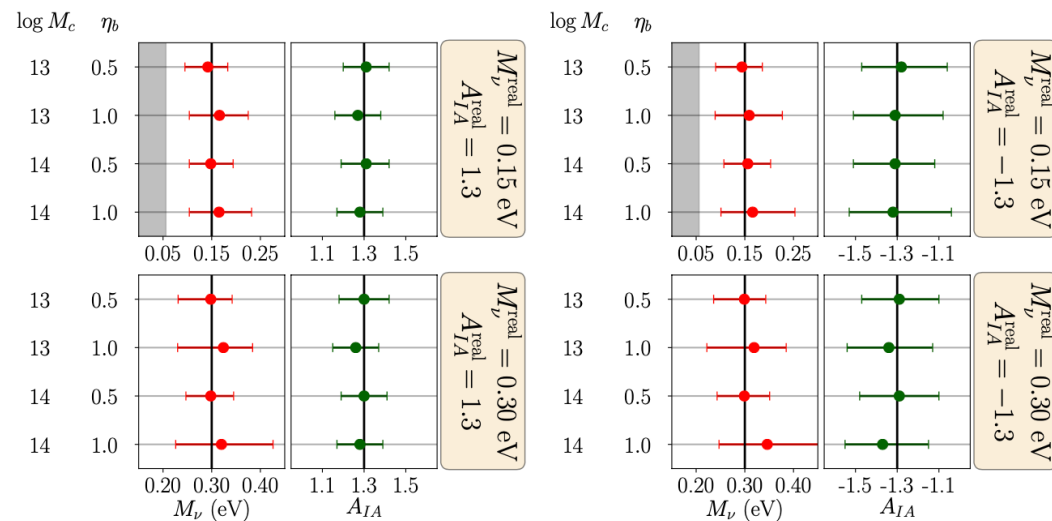 log M_c η_b
13 0.5
13 1.0
14 0.5
14 1.0
0.05 0.15 0.25
1.1 1.3 1.5
M_ν^real = 0.15 eV
A_IA^real = 1.3
13 0.5
13 1.0
14 0.5
14 1.0
0.20 0.30 0.40
M_ν (eV)
1.1 1.3 1.5
A_IA
M_ν^real = 0.30 eV
A_IA^real = 1.3
log M_c η_b
13 0.5
13 1.0
14 0.5
14 1.0
0.05 0.15 0.25
-1.5 -1.3 -1.1
M_ν^real = 0.15 eV
A_IA^real = −1.3
13 0.5
13 1.0
14 0.5
14 1.0
0.20 0.30 0.40
M_ν (eV)
-1.5 -1.3 -1.1
A_IA
M_ν^real = 0.30 eV
A_IA^real = −1.3